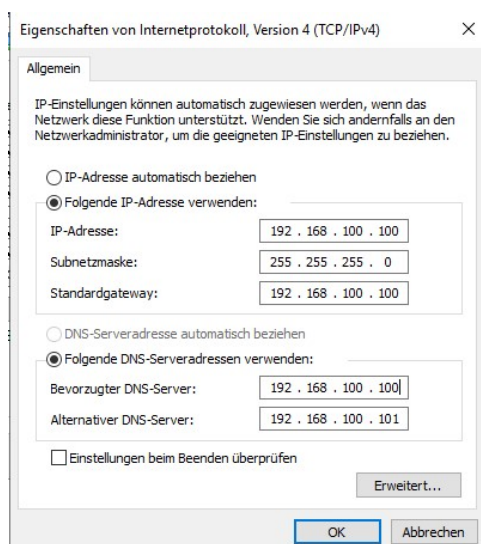 Eigenschaften von Internetprotokoll, Version 4 (TCP/IPv4)
Allgemein
IP-Einstellungen können automatisch zugewiesen werden, wenn das
Netzwerk diese Funktion unterstützt. Wenden Sie sich andernfalls an den
Netzwerkadministrator, um die geeigneten IP-Einstellungen zu beziehen.
IP-Adresse automatisch beziehen
Folgende IP-Adresse verwenden:
IP-Adresse: 192 . 168 . 100 . 100
Subnetzmaske: 255 . 255 . 255 . 0
Standardgateway: 192 . 168 . 100 . 100
DNS-Serveradresse automatisch beziehen
Folgende DNS-Serveradressen verwenden:
Bevorzugter DNS-Server: 192 . 168 . 100 . 100
Alternativer DNS-Server: 192 . 168 . 100 . 101
Einstellungen beim Beenden überprüfen
Erweitert...
OK Abbrechen